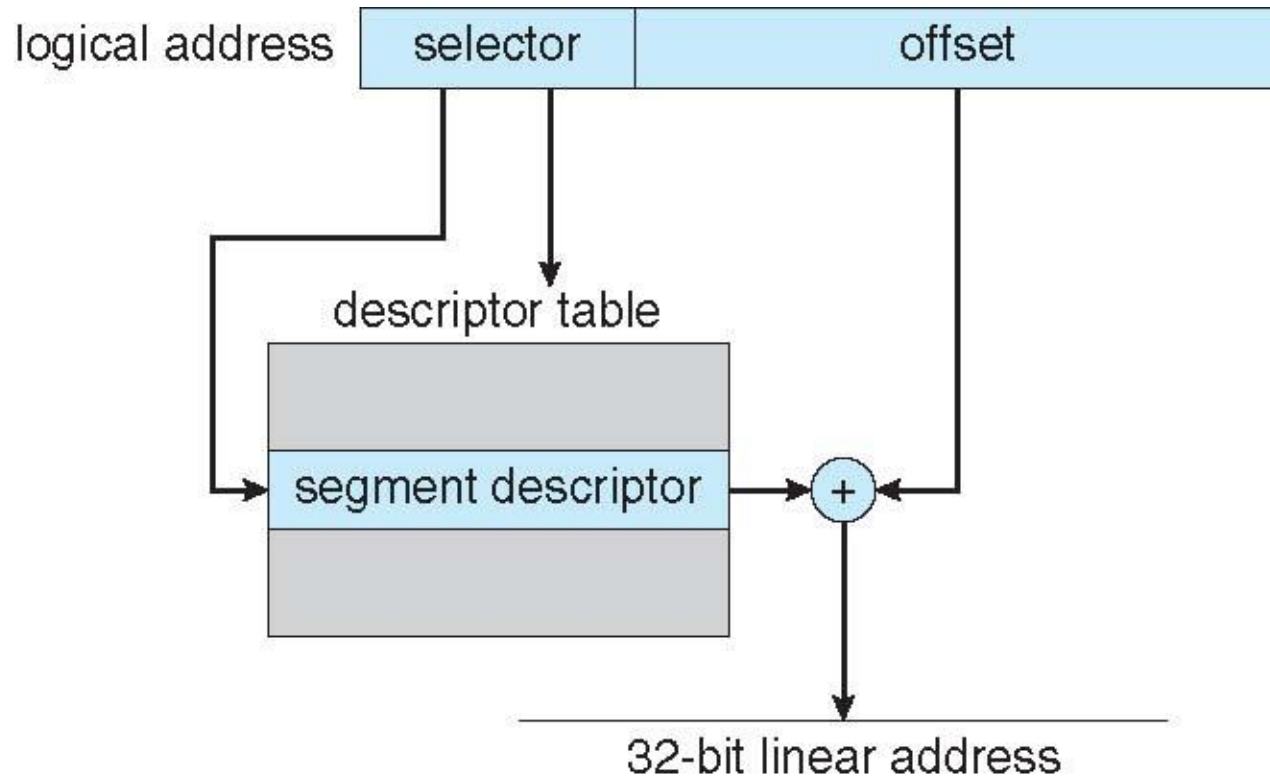 logical address selector offset
descriptor table
segment descriptor +
32-bit linear address